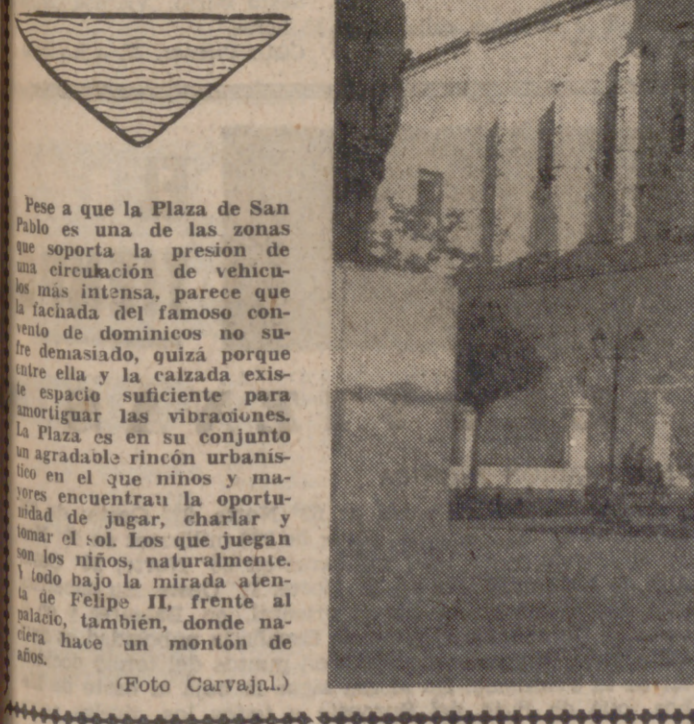 Pese a que la Plaza de San
Pablo es una de las zonas
que soporta la presión de
una circulación de vehícu-
los más intensa, parece que
la fachada del famoso con-
vento de dominicos no su-
fre demasiado, quizá porque
entre ella y la calzada exis-
te espacio suficiente para
amortiguar las vibraciones.
La Plaza es en su conjunto
un agradable rincón urbanís-
tico en el que ninos y ma-
yores encuentran la oportu-
nidad de jugar, charlar y
tomar el sol. Los que juegan
son los niños, naturalmente.
Y todo bajo la mirada aten-
ta de Felipe II, frente al
palacio, también, donde na-
ciera hace un montón de
años.
(Foto Carvajal.)